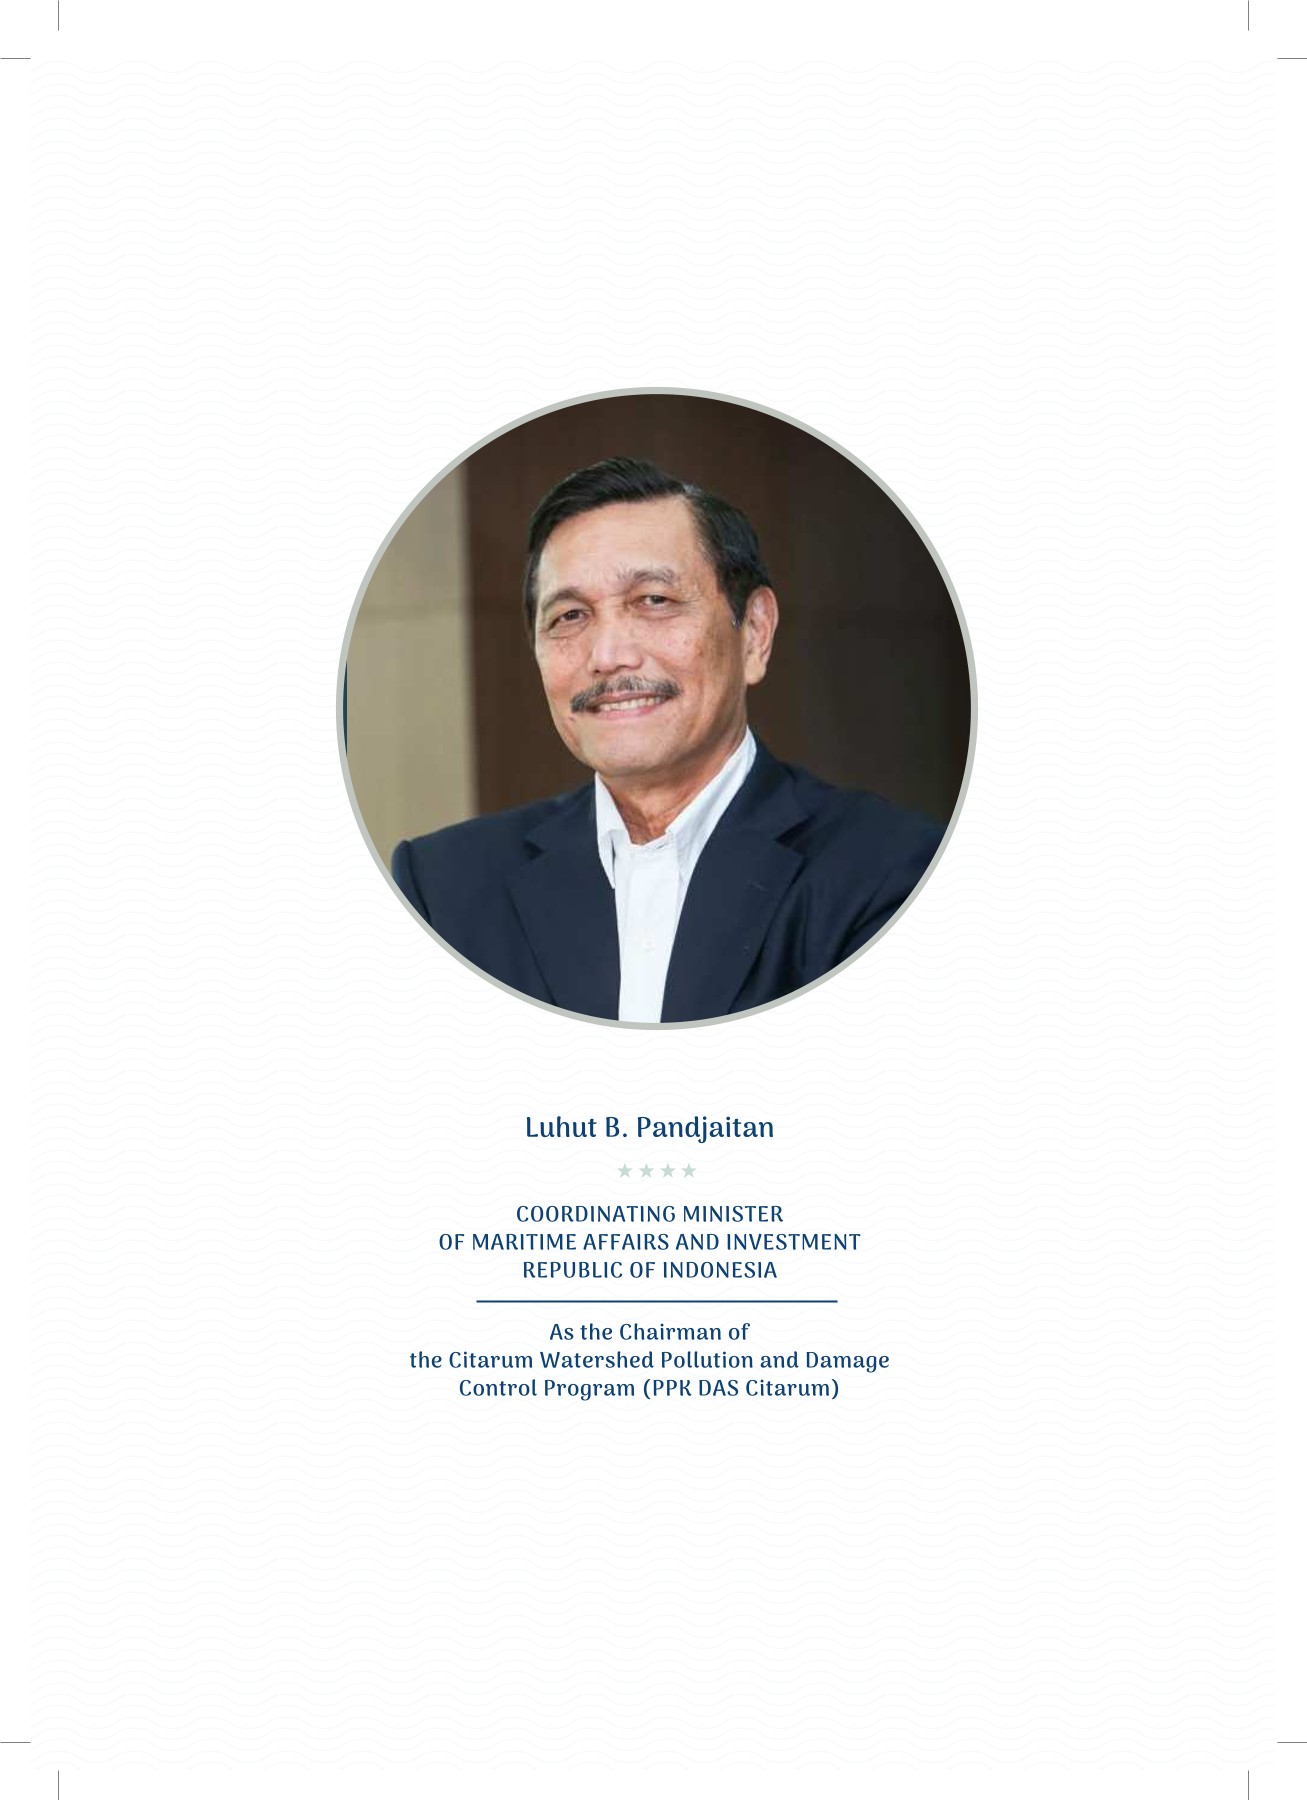 Luhut B. Pandjaitan
COORDINATING MINISTER
OF MARITIME AFFAIRS AND INVESTMENT
REPUBLIC OF INDONESIA
As the Chairman of
the Citarum Watershed Pollution and Damage
Control Program (PPK DAS Citarum)